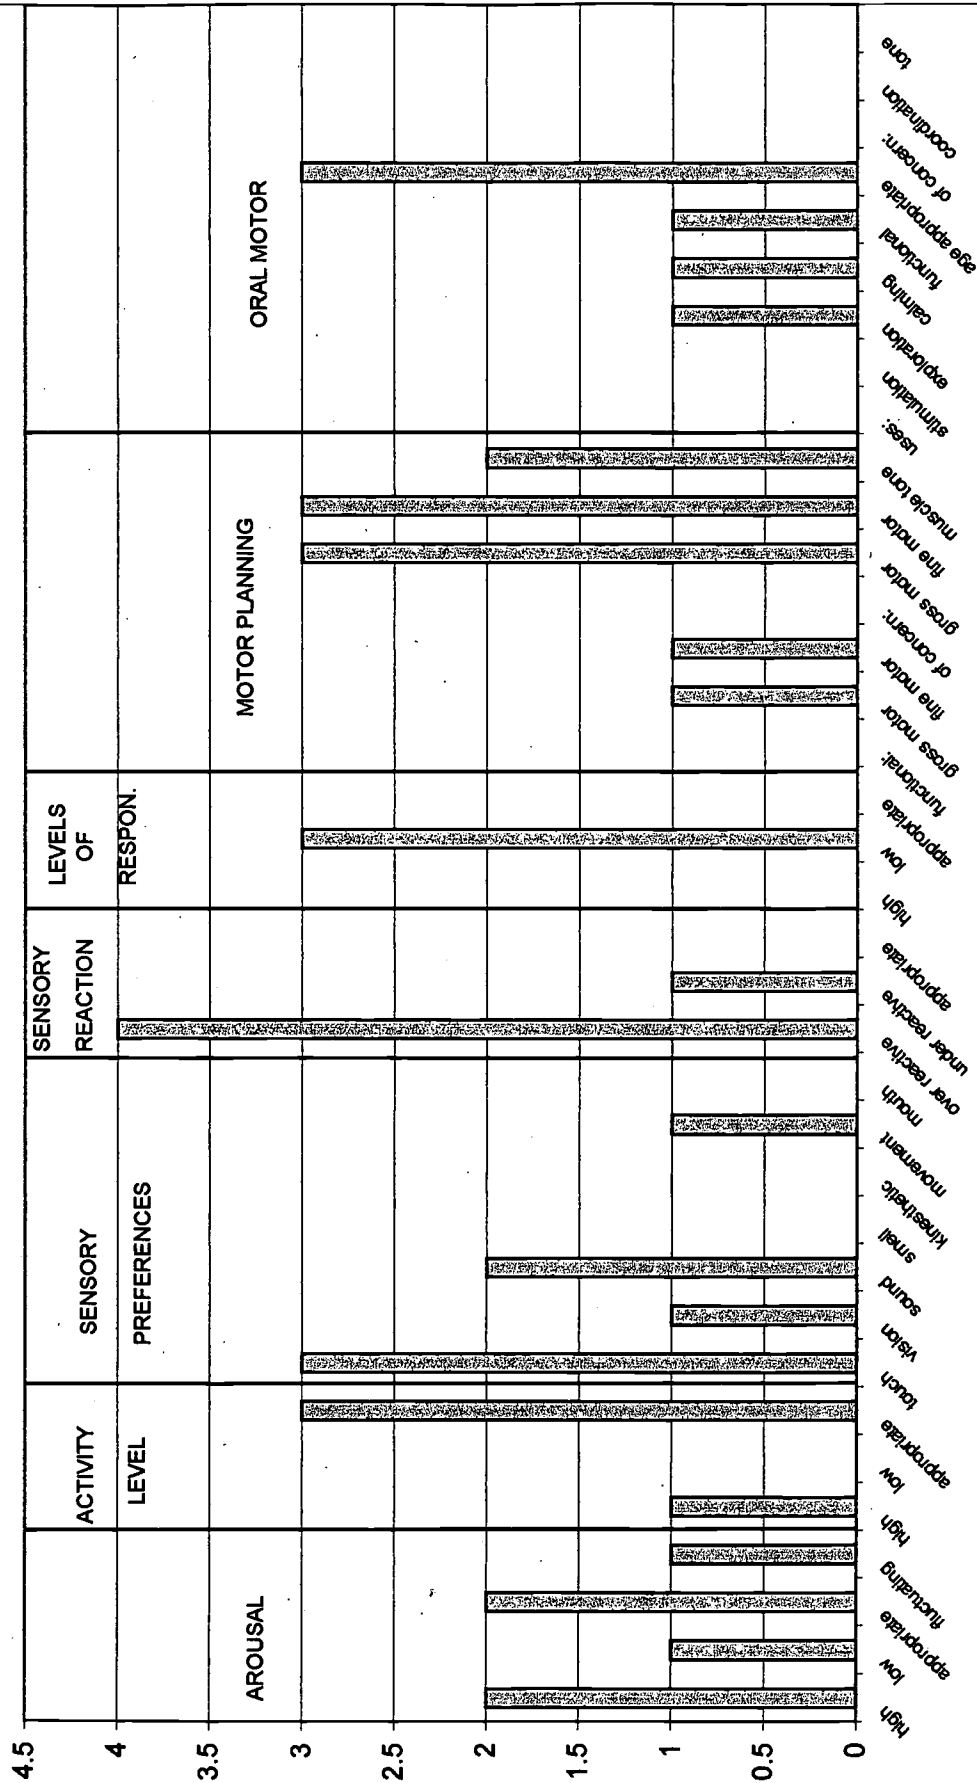 4.5
4
3.5
3
2.5
2
1.5
1
0.5
0
AROUSAL
ACTIVITY
LEVEL
SENSORY
PREFERENCES
SENSORY
REACTION
LEVELS
OF
RESPON.
MOTOR PLANNING
ORAL MOTOR
high
low
appropriate
fluctuating
high
low
appropriate
touch
vision
sound
smell
kinesthetic
movement
mouth
over reactive
under reactive
appropriate
high
low
appropriate
functional:
gross motor
fine motor
of concern:
gross motor
fine motor
muscle tone
uses:
stimulation
exploration
calming
functional
age appropriate
of concern:
coordination
tone